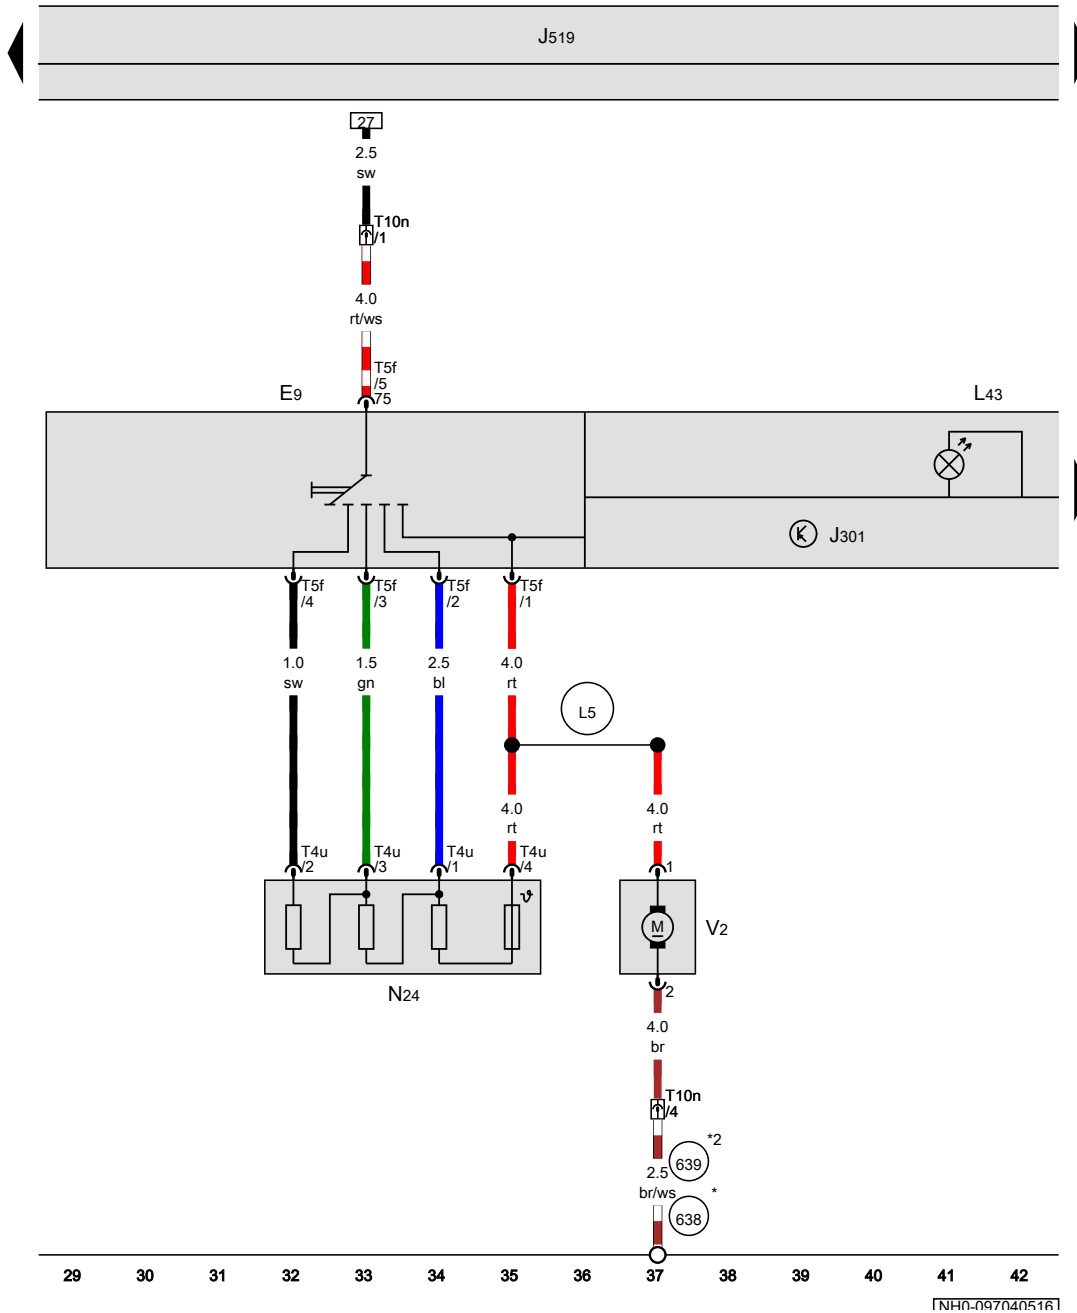 J519
27
2.5
sw
T10n
/1
4.0
rt/ws
T5f
/5
75
E9
L43
J301
T5f
/4
T5f
/3
T5f
/2
T5f
/1
1.0
sw
1.5
gn
2.5
bl
4.0
rt
L5
4.0
rt
4.0
rt
T4u
/2
T4u
/3
T4u
/1
T4u
/4
1
ϑ
M
V2
N24
2
4.0
br
T10n
/4
*2
639
2.5
br/ws
*
638
29 30 31 32 33 34 35 36 37 38 39 40 41 42
NH0-097040516